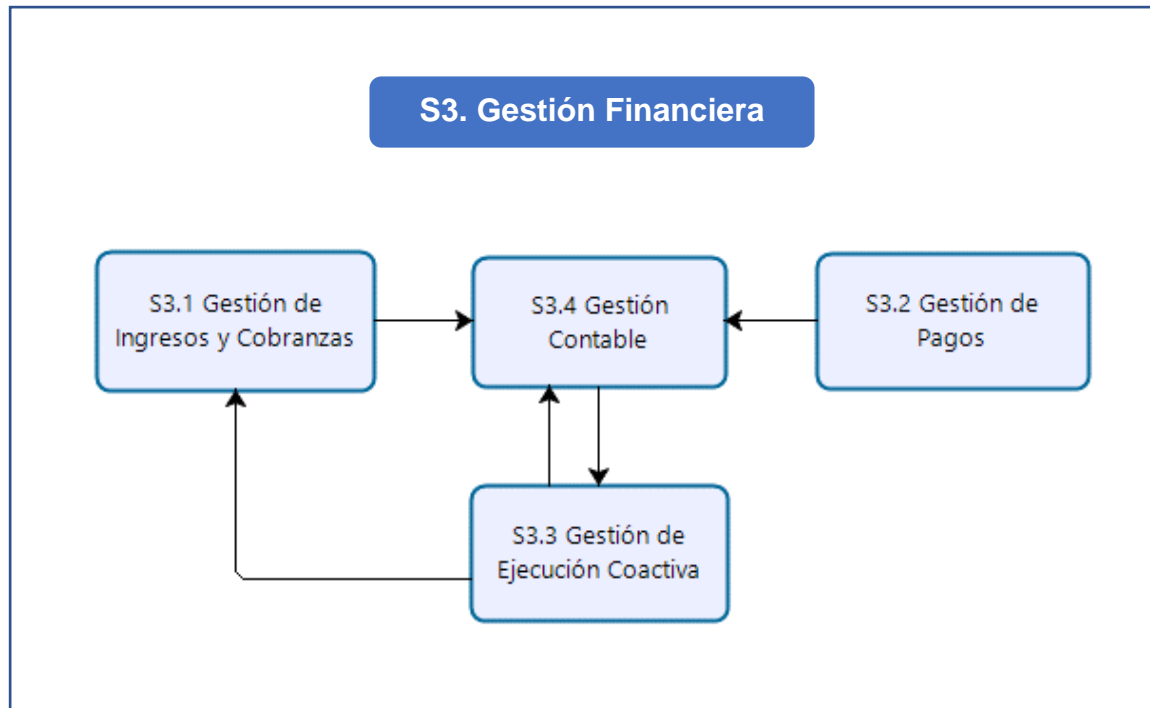 S3. Gestión Financiera
S3.1 Gestión de
Ingresos y Cobranzas
S3.4 Gestión
Contable
S3.2 Gestión de
Pagos
S3.3 Gestión de
Ejecución Coactiva